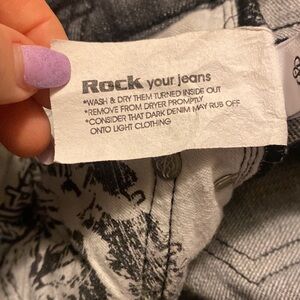 Rock your jeans
*WASH & DRY THEM TURNED INSIDE OUT
*REMOVE FROM DRYER PROMPTLY
*CONSIDER THAT DARK DENIM MAY RUB OFF
ONTO LIGHT CLOTHING